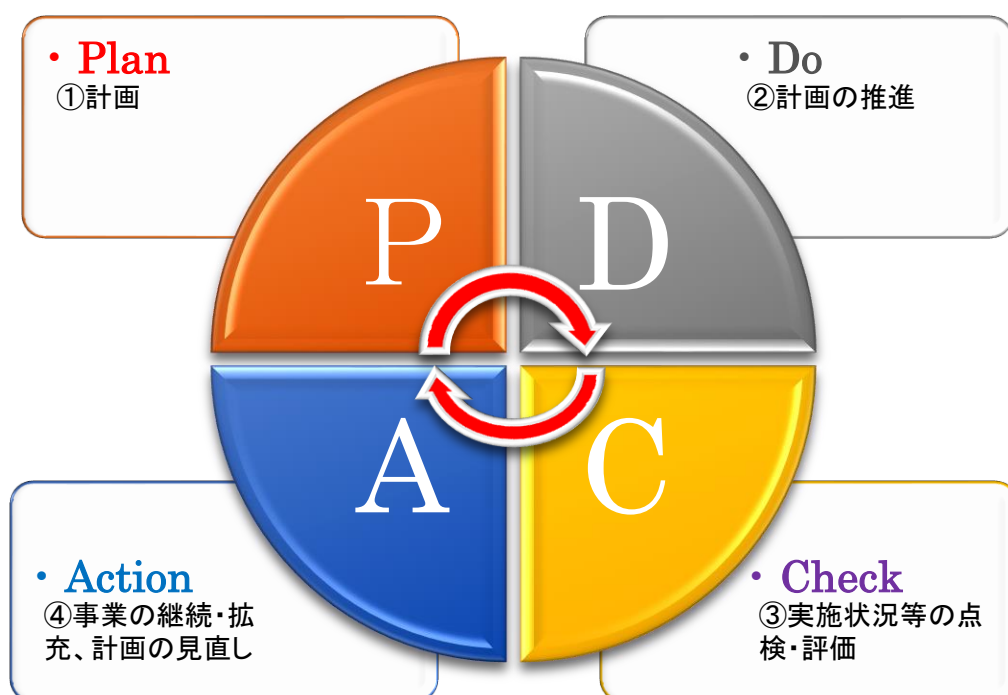 ・Plan
①計画
・Do
②計画の推進
P
D
A
C
・Action
④事業の継続・拡
充、計画の見直し
・Check
③実施状況等の点
検・評価